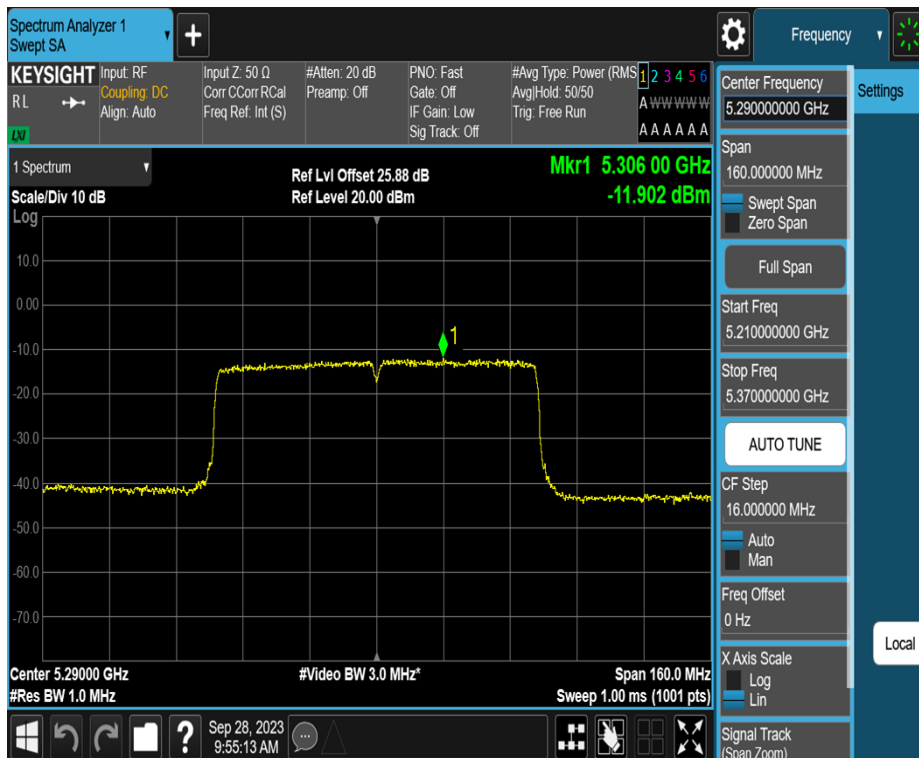 Spectrum Analyzer 1
Swept SA
+
Frequency
KEYSIGHT
RL
LXI
Input: RF
Coupling: DC
Align: Auto
Input Z: 50 Ω
Corr CCorr RCal
Freq Ref: Int (S)
#Atten: 20 dB
Preamp: Off
PNO: Fast
Gate: Off
IF Gain: Low
Sig Track: Off
#Avg Type: Power (RMS
Avg|Hold: 50/50
Trig: Free Run
1 2 3 4 5 6
A W W W W W
A A A A A A
1 Spectrum
Scale/Div 10 dB
Log
Ref Lvl Offset 25.88 dB
Ref Level 20.00 dBm
Mkr1 5.306 00 GHz
-11.902 dBm
10.0
0.00
-10.0
-20.0
-30.0
-40.0
-50.0
-60.0
-70.0
1
Center 5.29000 GHz
#Res BW 1.0 MHz
#Video BW 3.0 MHz*
Span 160.0 MHz
Sweep 1.00 ms (1001 pts)
Center Frequency
5.290000000 GHz
Settings
Span
160.000000 MHz
Swept Span
Zero Span
Full Span
Start Freq
5.210000000 GHz
Stop Freq
5.370000000 GHz
AUTO TUNE
CF Step
16.000000 MHz
Auto
Man
Freq Offset
0 Hz
Local
X Axis Scale
Log
Lin
Signal Track
(Span Zoom)
?
Sep 28, 2023
9:55:13 AM